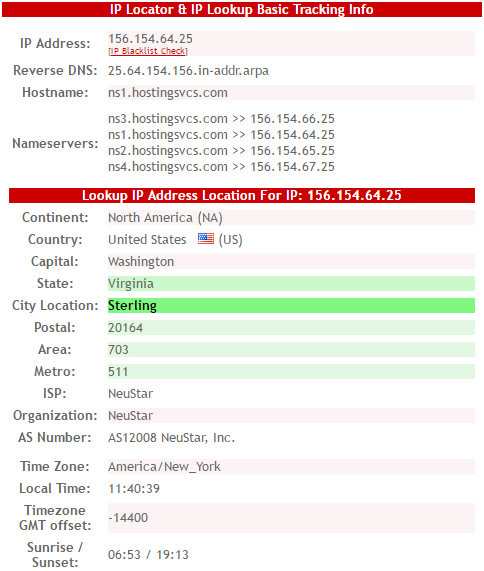 IP Locator & IP Lookup Basic Tracking Info
IP Address: 156.154.64.25
[IP Blacklist Check]
Reverse DNS: 25.64.154.156.in-addr.arpa
Hostname: ns1.hostingsvcs.com
Nameservers:
ns3.hostingsvcs.com >> 156.154.66.25
ns1.hostingsvcs.com >> 156.154.64.25
ns2.hostingsvcs.com >> 156.154.65.25
ns4.hostingsvcs.com >> 156.154.67.25
Lookup IP Address Location For IP: 156.154.64.25
Continent: North America (NA)
Country: United States (US)
Capital: Washington
State: Virginia
City Location: Sterling
Postal: 20164
Area: 703
Metro: 511
ISP: NeuStar
Organization: NeuStar
AS Number: AS12008 NeuStar, Inc.
Time Zone: America/New_York
Local Time: 11:40:39
Timezone
GMT offset: -14400
Sunrise /
Sunset: 06:53 / 19:13